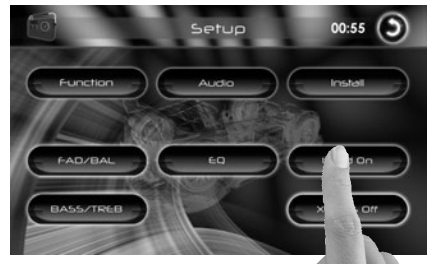 Setup
00:55
Function
Audio
Install
FAD/BAL
EQ
On
BASS/TREB
Off